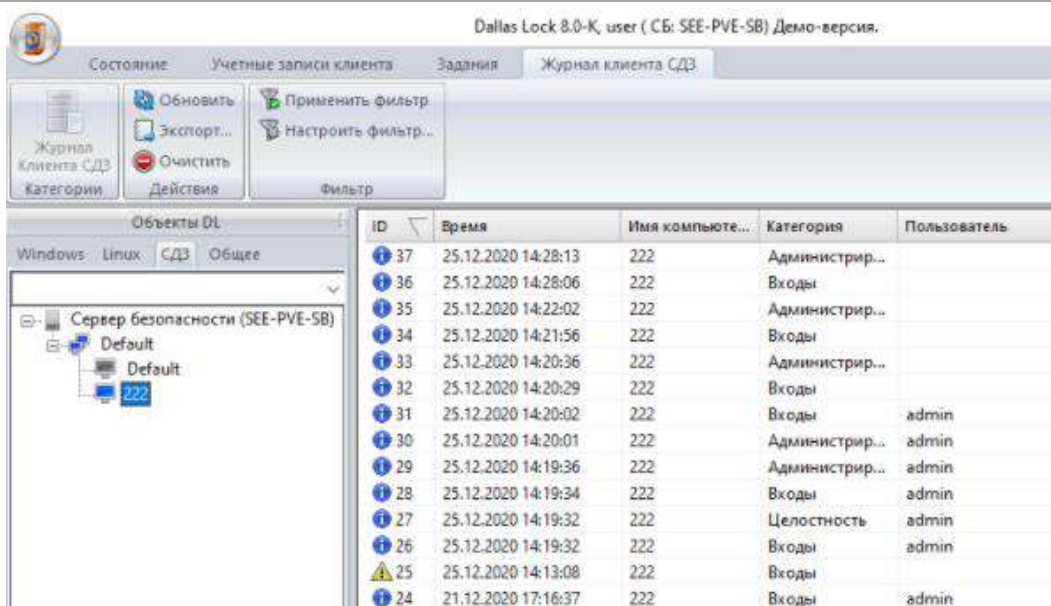 Dallas Lock 8.0-K, user ( СБ: SEE-PVE-SB) Демо-версия.
Состояние Учетные записи клиента Задания Журнал клиента СДЗ
Обновить Применить фильтр
Экспорт... Настроить фильтр...
Журнал
Клиента СДЗ Очистить
Категории Действия Фильтр
Объекты DL
Windows Linux СДЗ Общее
Сервер безопасности (SEE-PVE-SB)
Default
Default
222
ID Время Имя компьюте... Категория Пользователь
37 25.12.2020 14:28:13 222 Администрир...
36 25.12.2020 14:28:06 222 Входы
35 25.12.2020 14:22:02 222 Администрир...
34 25.12.2020 14:21:56 222 Входы
33 25.12.2020 14:20:36 222 Администрир...
32 25.12.2020 14:20:29 222 Входы
31 25.12.2020 14:20:02 222 Входы admin
30 25.12.2020 14:20:01 222 Администрир... admin
29 25.12.2020 14:19:36 222 Администрир... admin
28 25.12.2020 14:19:34 222 Входы admin
27 25.12.2020 14:19:32 222 Целостность admin
26 25.12.2020 14:19:32 222 Входы admin
25 25.12.2020 14:13:08 222 Входы
24 21.12.2020 17:16:37 222 Входы admin